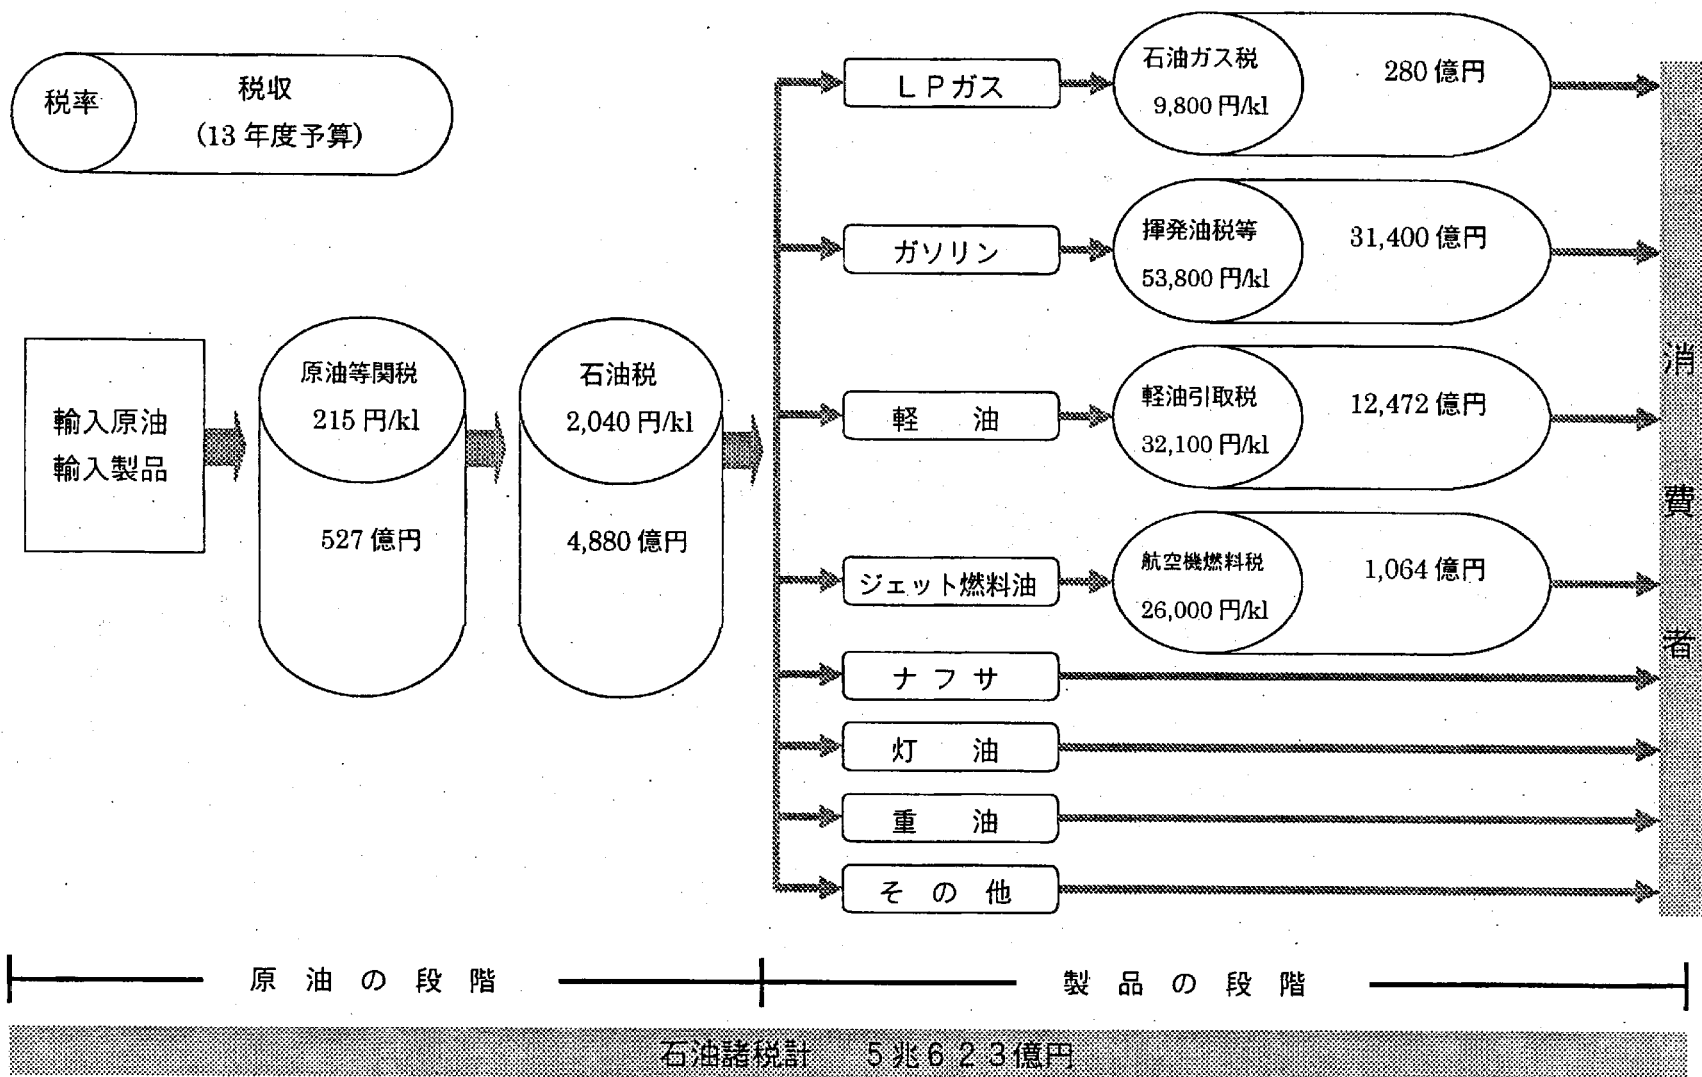 税率
税収
(13年度予算)
輸入原油
輸入製品
原油等関税
215円/kl
527億円
石油税
2,040円/kl
4,880億円
LPガス
石油ガス税
9,800円/kl
280億円
ガソリン
揮発油税等
53,800円/kl
31,400億円
軽油
軽油引取税
32,100円/kl
12,472億円
ジェット燃料油
航空機燃料税
26,000円/kl
1,064億円
ナフサ
灯油
重油
その他
消費者
原油の段階
製品の段階
石油諸税計 5兆623億円